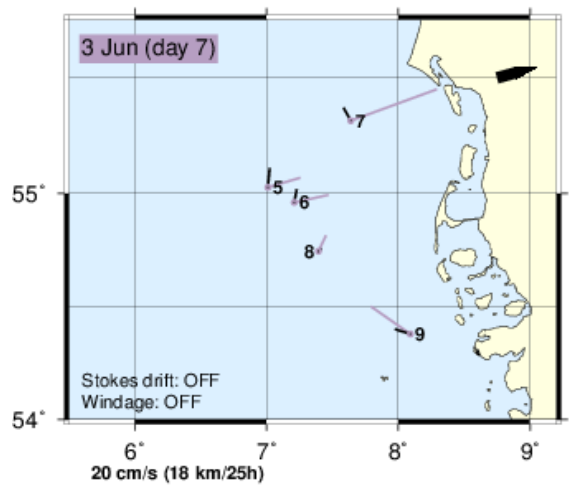 3 Jun (day 7)
7
55°
5
6
8
9
Stokes drift: OFF
Windage: OFF
54°
6° 7° 8° 9°
20 cm/s (18 km/25h)